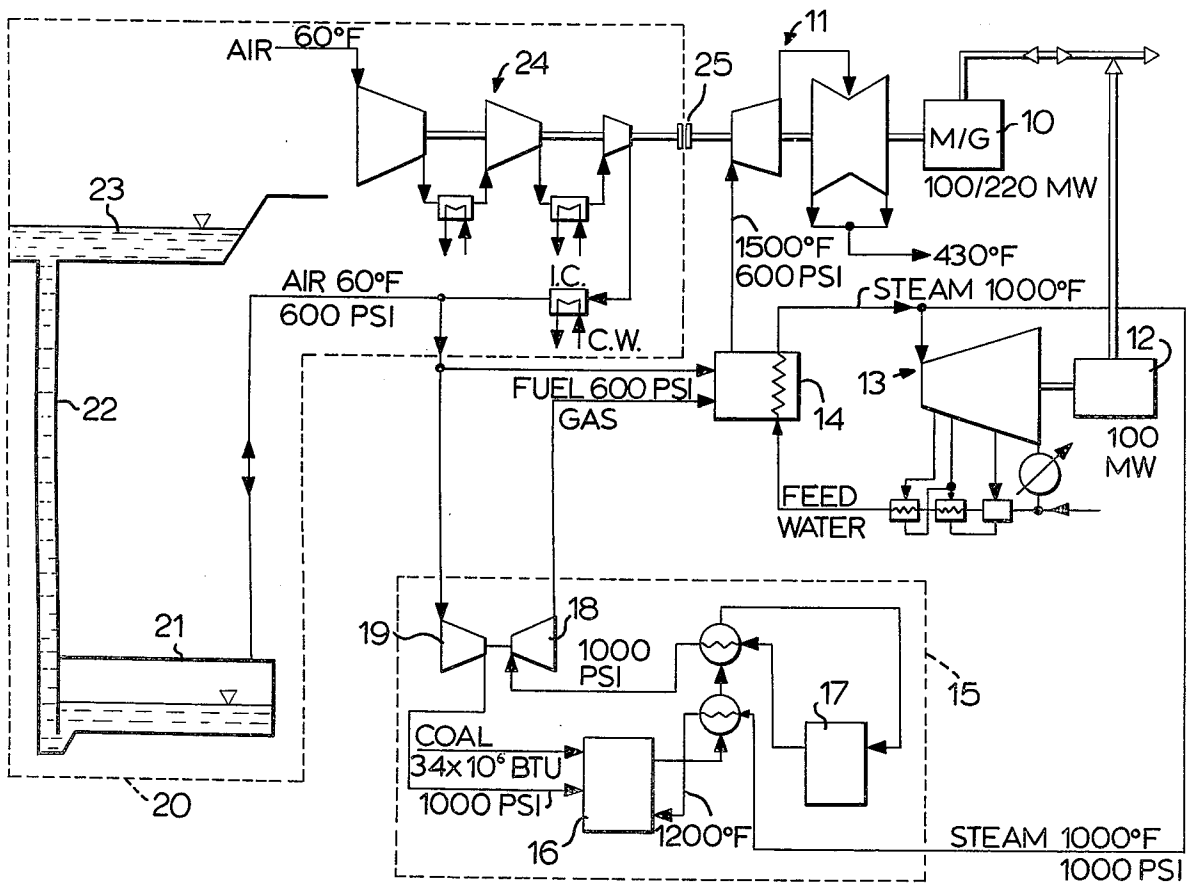 AIR 60°F
24
25
11
M/G
10
100/220 MW
23
1500°F
600 PSI
430°F
AIR 60°F
600 PSI
I.C.
C.W.
STEAM 1000°F
22
FUEL 600 PSI
GAS
14
13
12
100
MW
FEED
WATER
21
19
18
1000
PSI
15
17
COAL
34x10⁶ BTU
1000 PSI
16
1200°F
20
STEAM 1000°F
1000 PSI